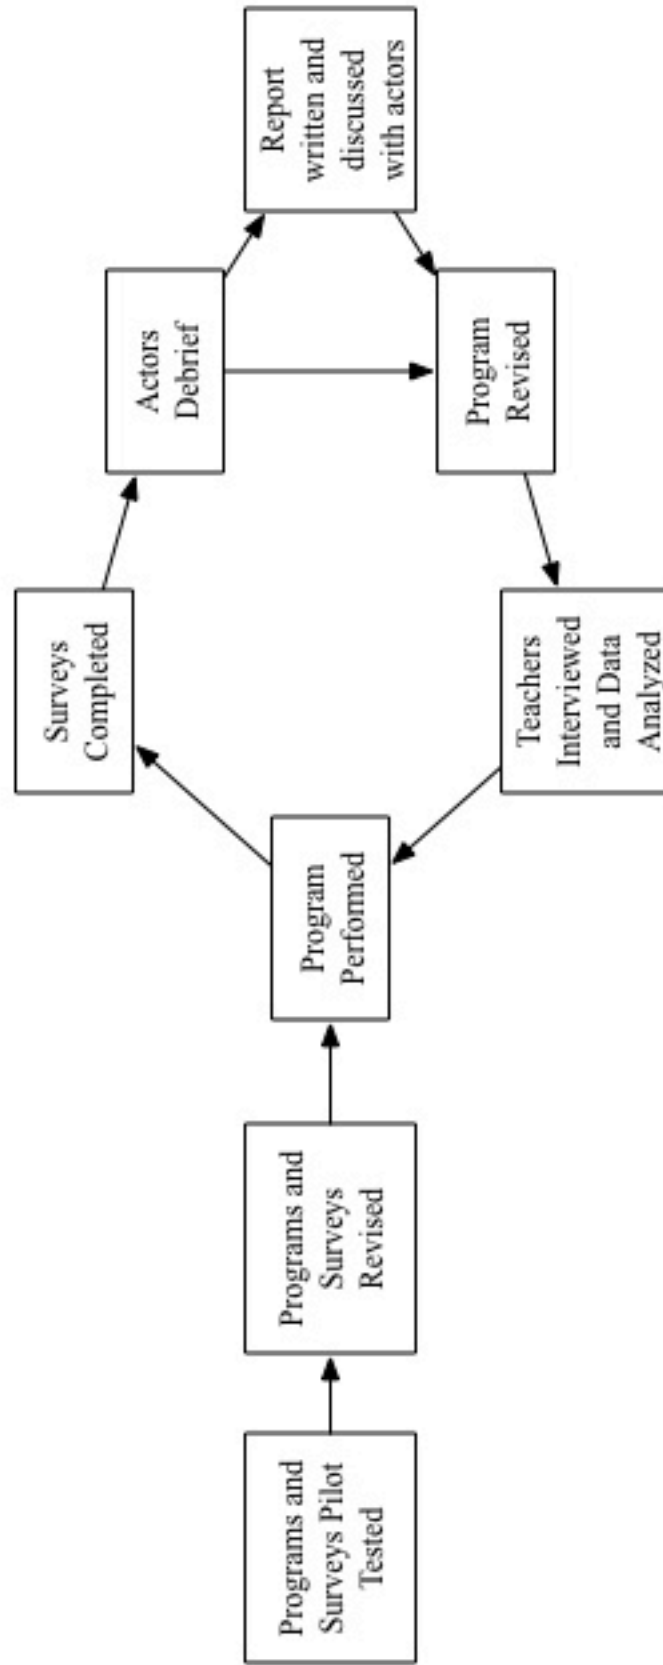 Programs and
Surveys Pilot
Tested
Programs and
Surveys
Revised
Program
Performed
Surveys
Completed
Actors
Debrief
Report
written and
discussed
with actors
Program
Revised
Teachers
Interviewed
and Data
Analyzed